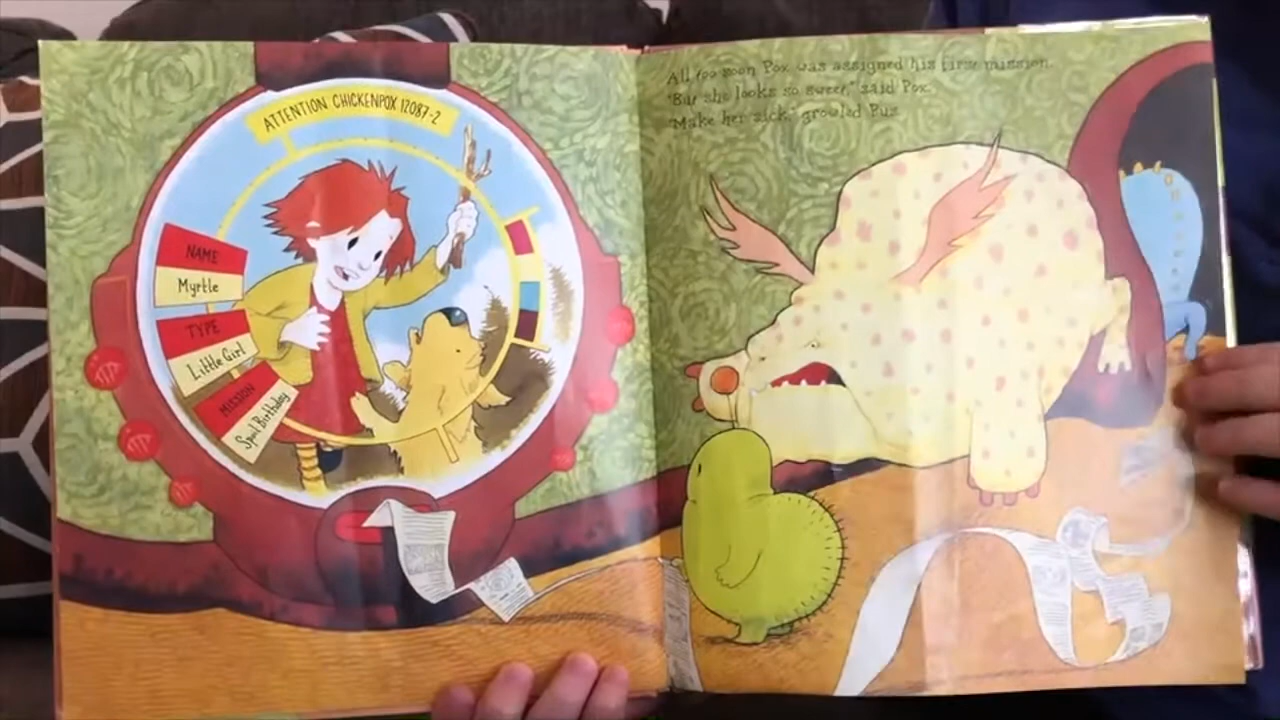 ATTENTION CHICKENPOX 12087-2
NAME
Myrtle
TYPE
Little Girl
MISSION
Spoil Birthday
All too soon Pox was assigned his first mission.
"But she looks so sweet," said Pox.
"Make her sick," growled Pus.